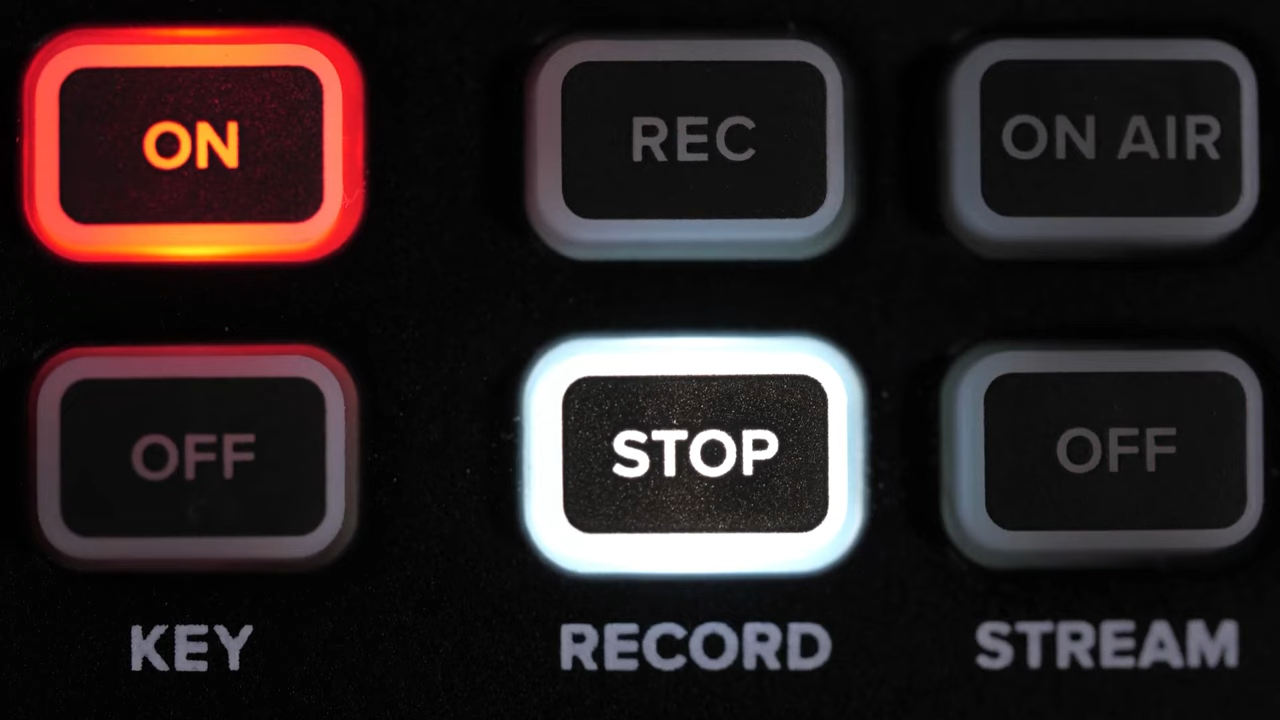 ON
REC
ON AIR
OFF
STOP
OFF
KEY
RECORD
STREAM